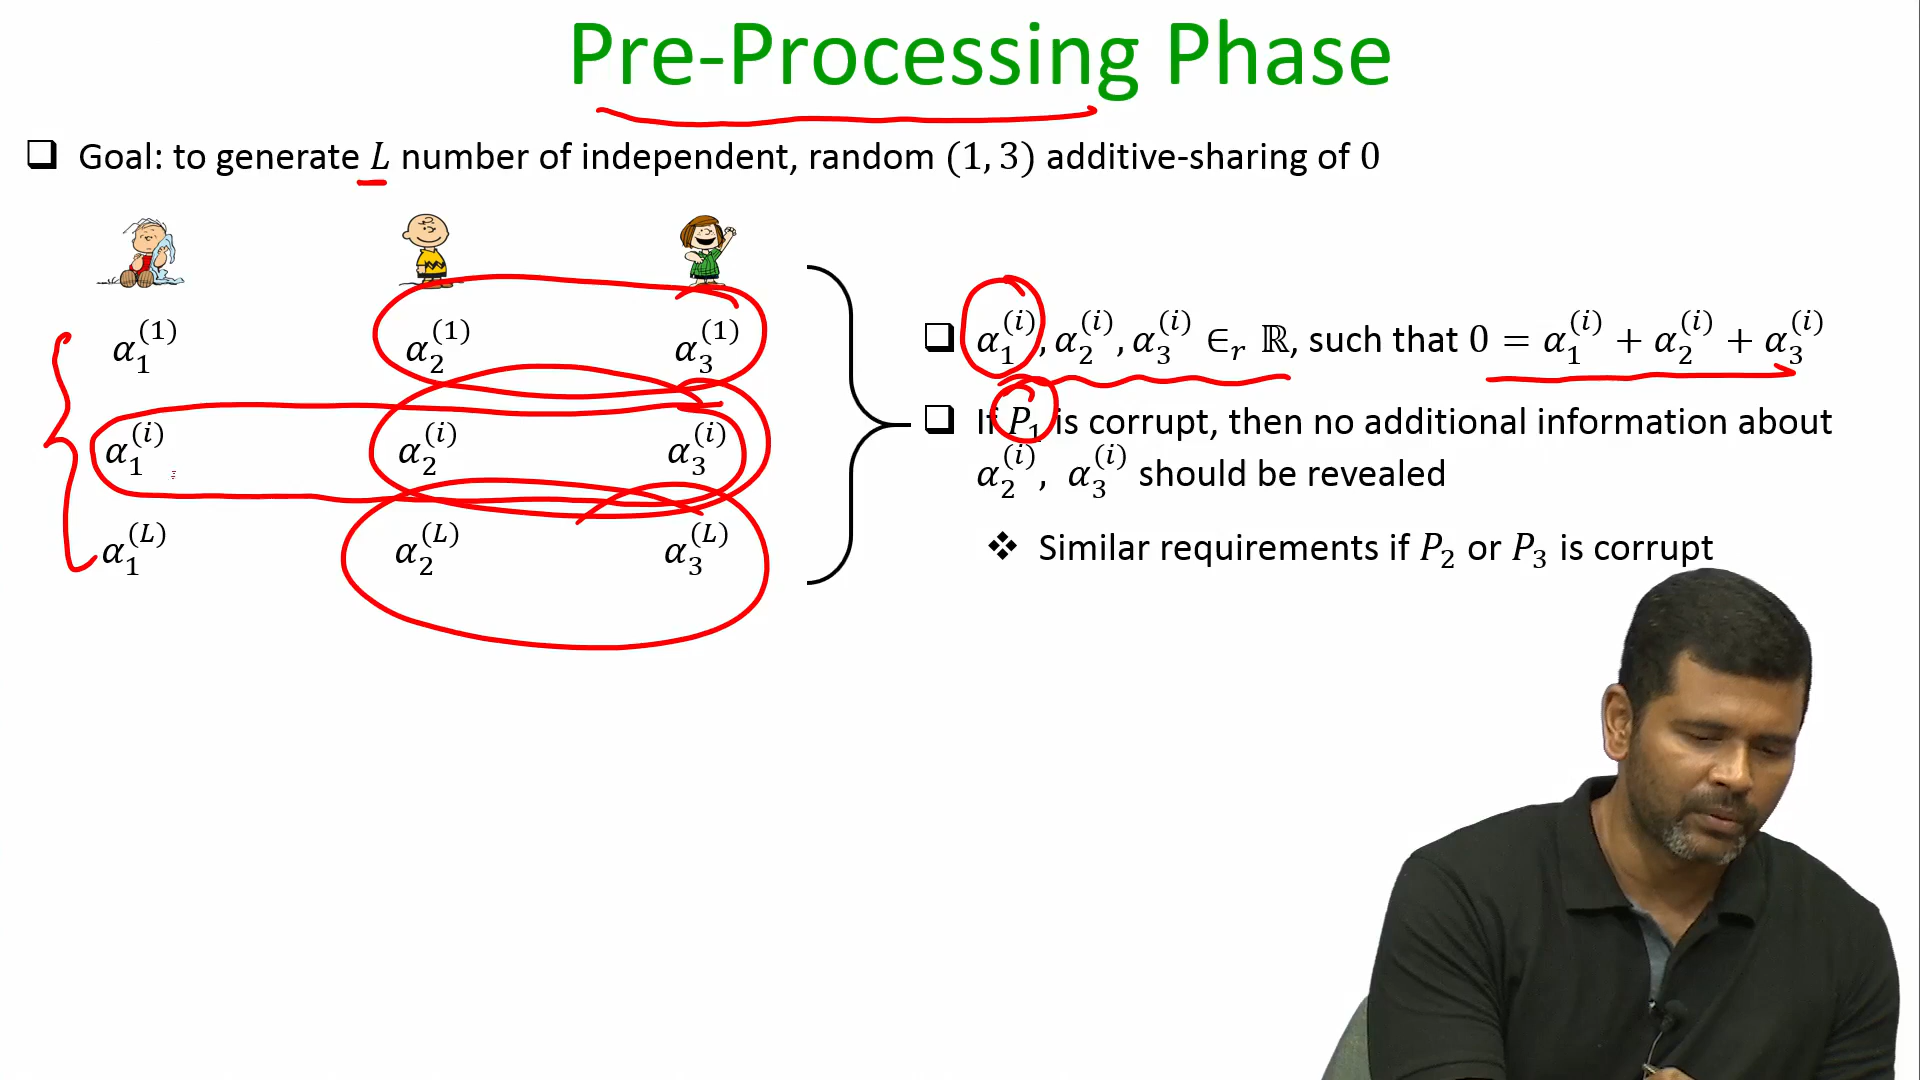 Pre-Processing Phase
❑ Goal: to generate L number of independent, random (1, 3) additive-sharing of 0
α₁⁽¹⁾ α₂⁽¹⁾ α₃⁽¹⁾
α₁⁽ⁱ⁾ α₂⁽ⁱ⁾ α₃⁽ⁱ⁾
α₁⁽ᴸ⁾ α₂⁽ᴸ⁾ α₃⁽ᴸ⁾
❑ α₁⁽ⁱ⁾, α₂⁽ⁱ⁾, α₃⁽ⁱ⁾ ∈ᵣ ℝ, such that 0 = α₁⁽ⁱ⁾ + α₂⁽ⁱ⁾ + α₃⁽ⁱ⁾
❑ If P₁ is corrupt, then no additional information about
α₂⁽ⁱ⁾, α₃⁽ⁱ⁾ should be revealed
❖ Similar requirements if P₂ or P₃ is corrupt